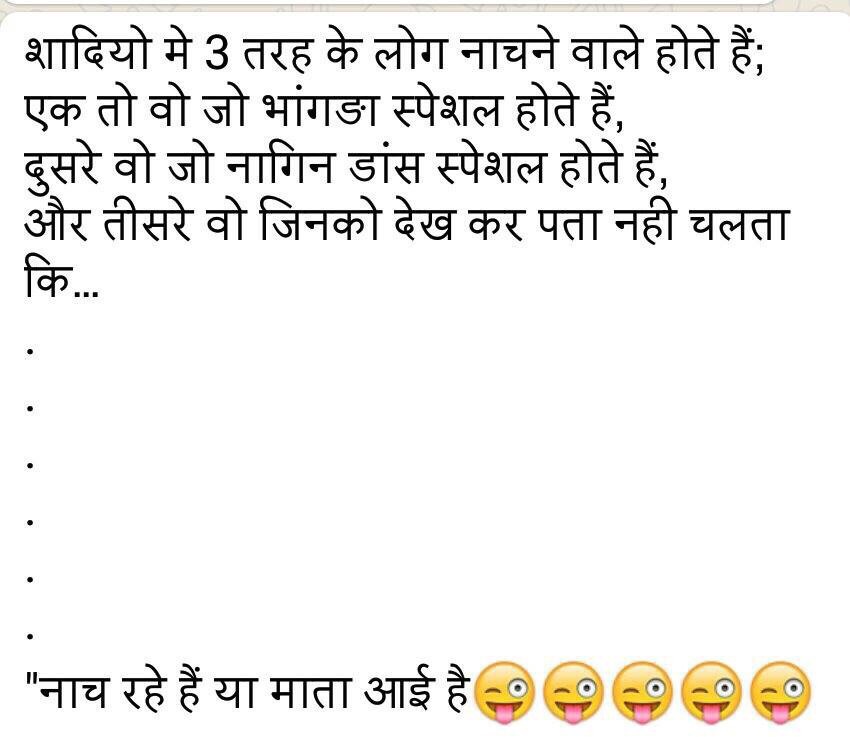 शादियो मे 3 तरह के लोग नाचने वाले होते हैं;
एक तो वो जो भांगङा स्पेशल होते हैं,
दुसरे वो जो नागिन डांस स्पेशल होते हैं,
और तीसरे वो जिनको देख कर पता नही चलता
कि...
.
.
.
.
.
.
"नाच रहे हैं या माता आई है😜😜😜😜😜